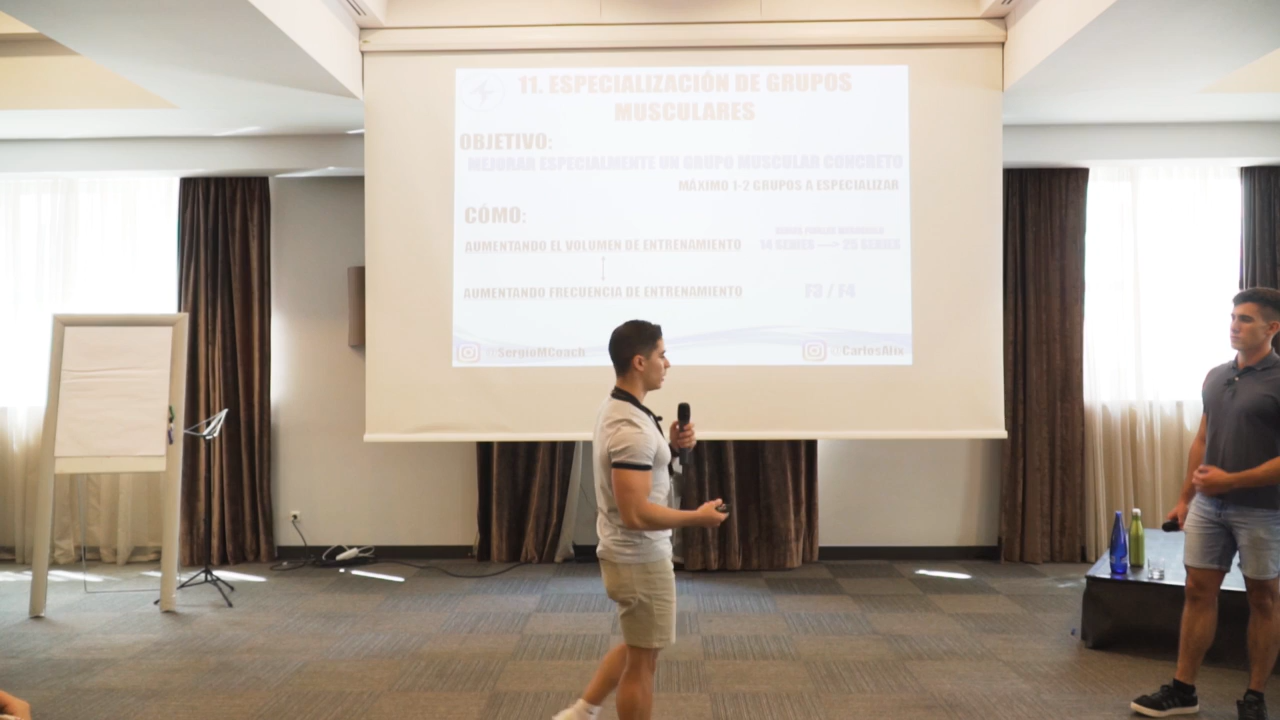 11. ESPECIALIZACIÓN DE GRUPOS
MUSCULARES
OBJETIVO:
MEJORAR ESPECIALMENTE UN GRUPO MUSCULAR CONCRETO
MÁXIMO 1-2 GRUPOS A ESPECIALIZAR
CÓMO:
AUMENTANDO EL VOLUMEN DE ENTRENAMIENTO
14 SERIES ---> 25 SERIES
AUMENTANDO FRECUENCIA DE ENTRENAMIENTO
F3 / F4
@SergioMCoach
@CarlosAlix